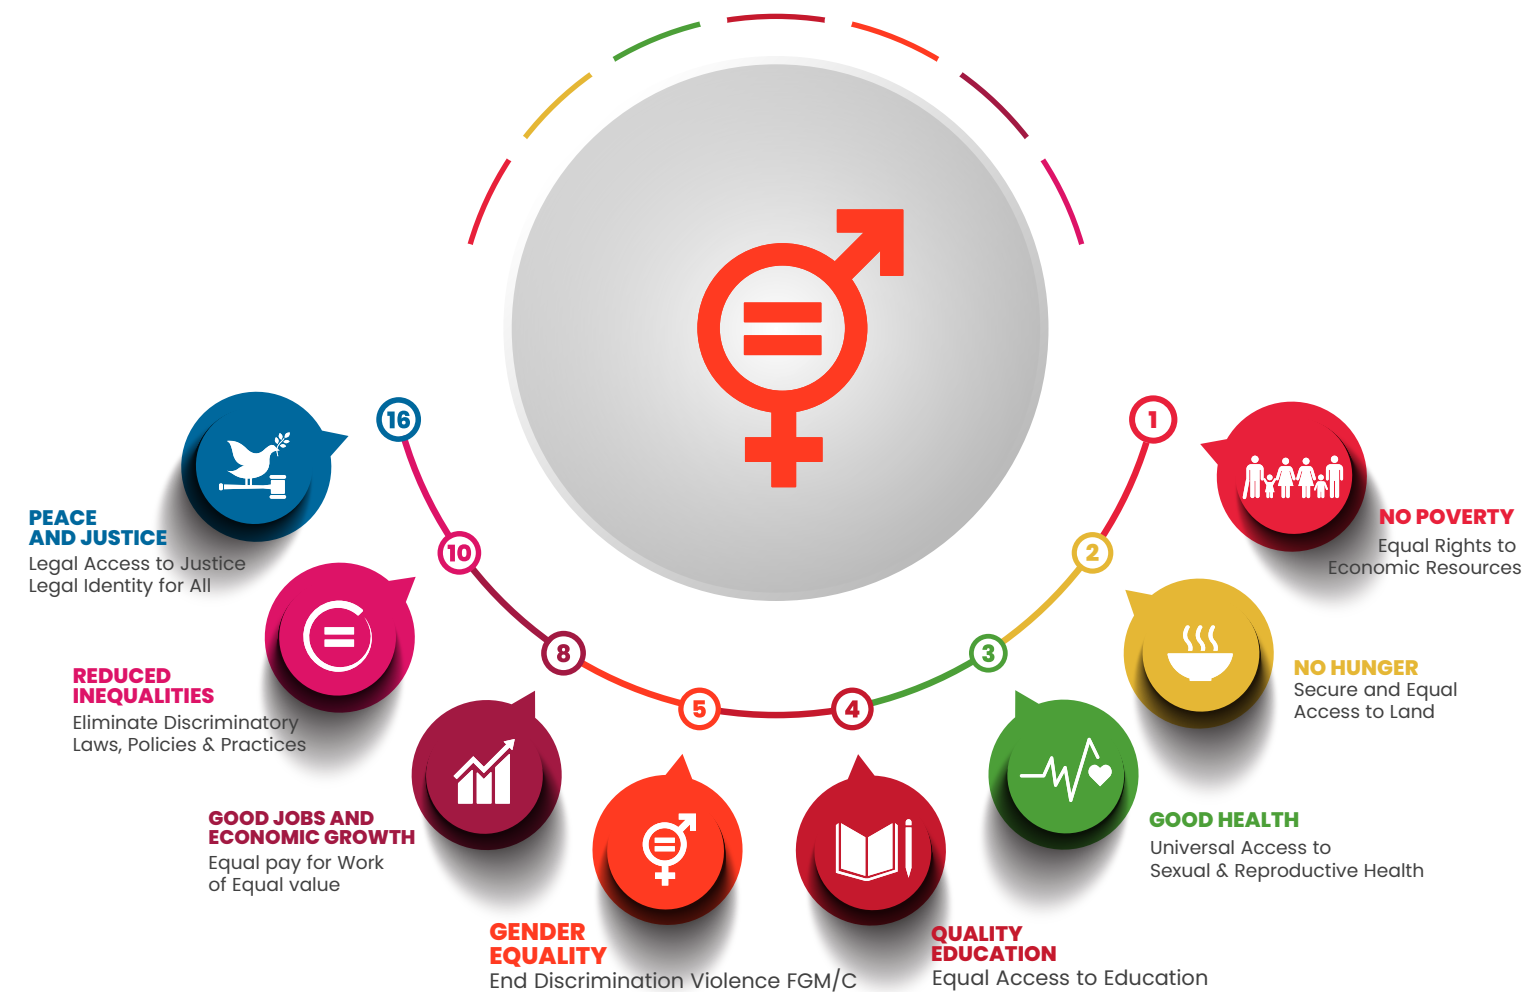 16
1
10
2
8
3
5
4
PEACE
AND JUSTICE
Legal Access to Justice
Legal Identity for All
REDUCED
INEQUALITIES
Eliminate Discriminatory
Laws, Policies & Practices
GOOD JOBS AND
ECONOMIC GROWTH
Equal pay for Work
of Equal value
GENDER
EQUALITY
End Discrimination Violence FGM/C
QUALITY
EDUCATION
Equal Access to Education
GOOD HEALTH
Universal Access to
Sexual & Reproductive Health
NO HUNGER
Secure and Equal
Access to Land
NO POVERTY
Equal Rights to
Economic Resources